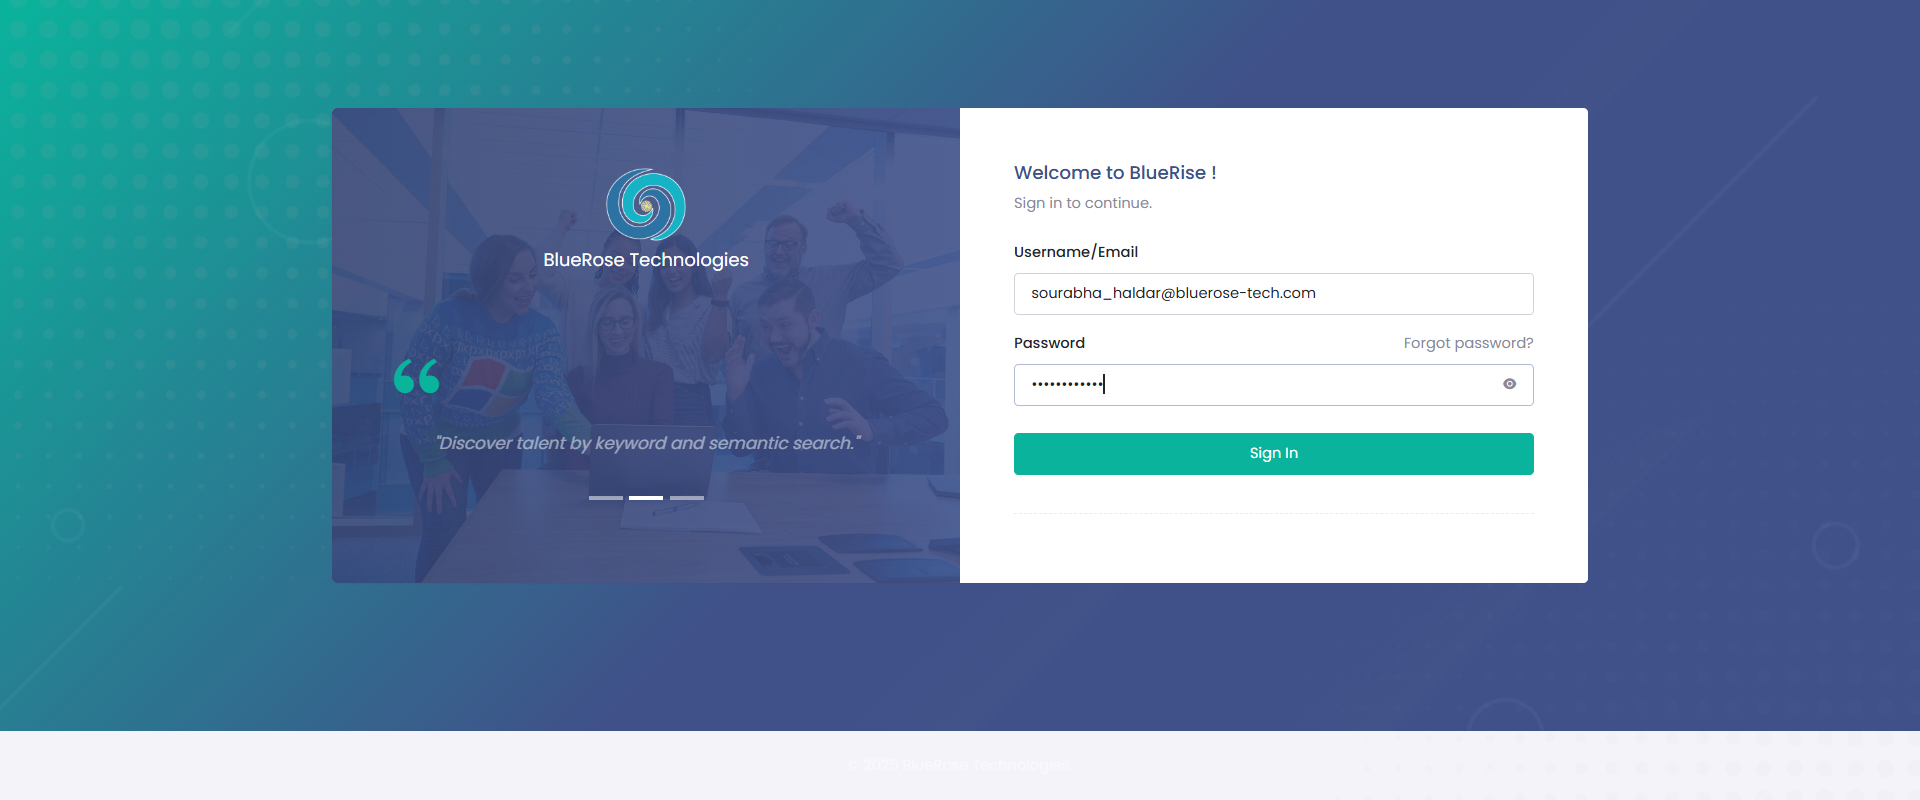 BlueRose Technologies
"Discover talent by keyword and semantic search."
Welcome to BlueRise !
Sign in to continue.
Username/Email
sourabha_haldar@bluerose-tech.com
Password
Forgot password?
••••••••••••
Sign In
© 2025 BlueRose Technologies.